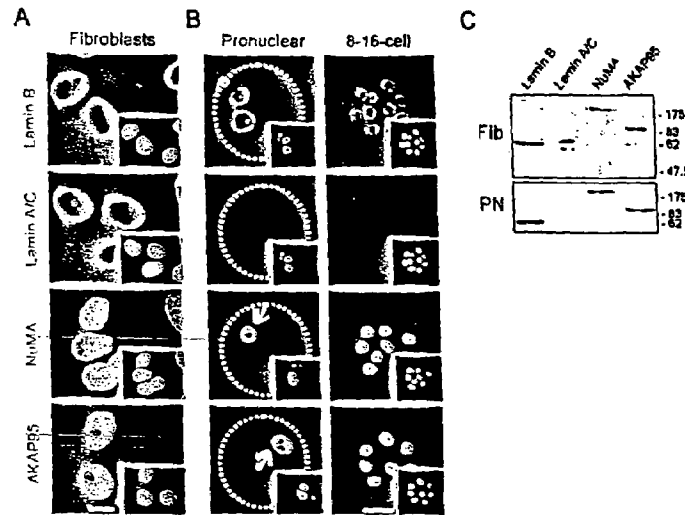 A
B
C
Fibroblasts
Pronuclear
8-16-cell
Lamin B
Lamin A/C
NuMA
AKAP95
Lamin B
Lamin A/C
NuMA
AKAP95
Fib
- 175
- 83
- 62
- 47.5
PN
- 175
- 83
- 62